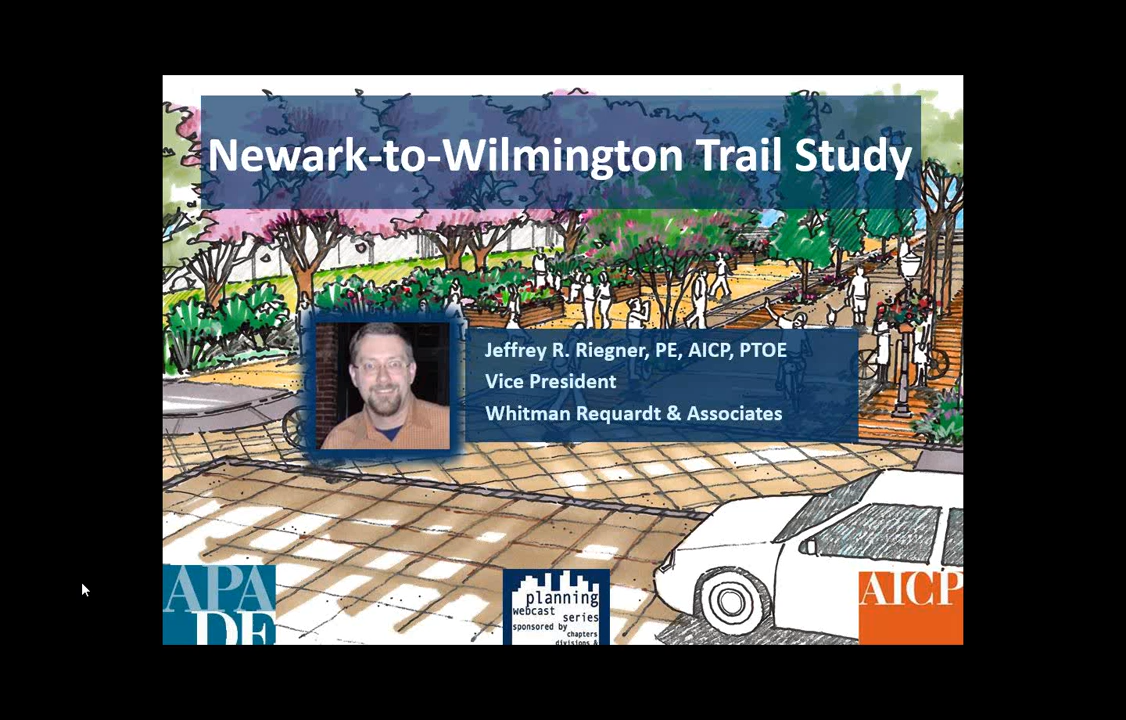 Newark-to-Wilmington Trail Study
Jeffrey R. Riegner, PE, AICP, PTOE
Vice President
Whitman Requardt & Associates
APA
DE
planning
webcast series
sponsored by
chapters
divisions &
AICP